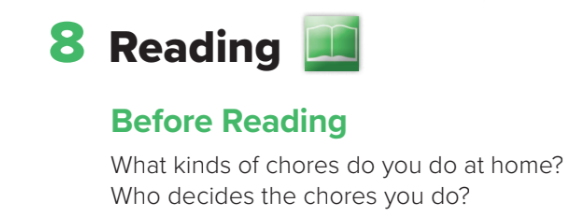 8 Reading
Before Reading
What kinds of chores do you do at home?
Who decides the chores you do?